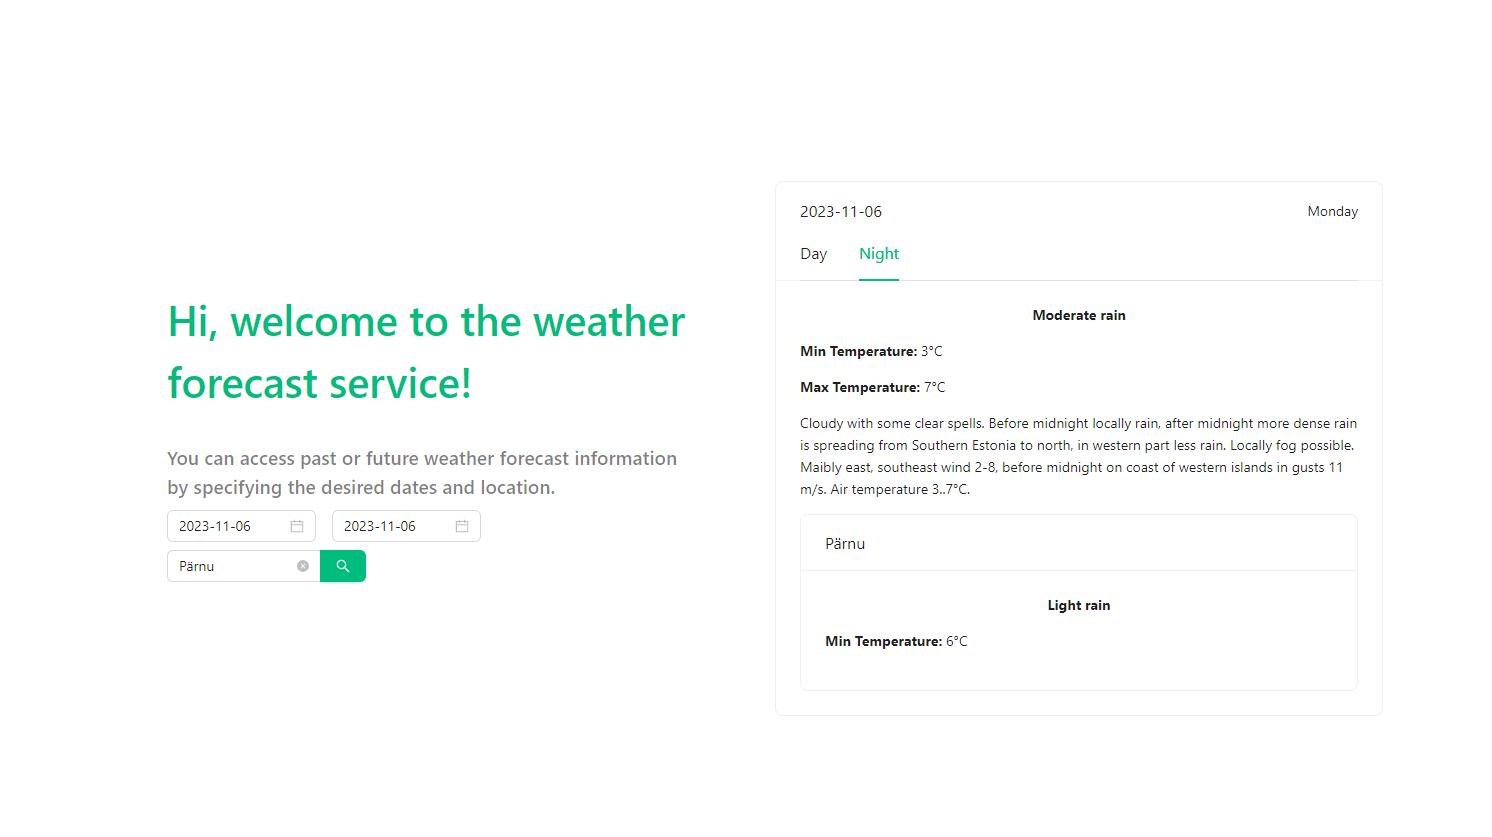 Hi, welcome to the weather
forecast service!
You can access past or future weather forecast information
by specifying the desired dates and location.
2023-11-06
2023-11-06
Pärnu
2023-11-06
Monday
Day
Night
Moderate rain
Min Temperature: 3°C
Max Temperature: 7°C
Cloudy with some clear spells. Before midnight locally rain, after midnight more dense rain
is spreading from Southern Estonia to north, in western part less rain. Locally fog possible.
Maibly east, southeast wind 2-8, before midnight on coast of western islands in gusts 11
m/s. Air temperature 3..7°C.
Pärnu
Light rain
Min Temperature: 6°C